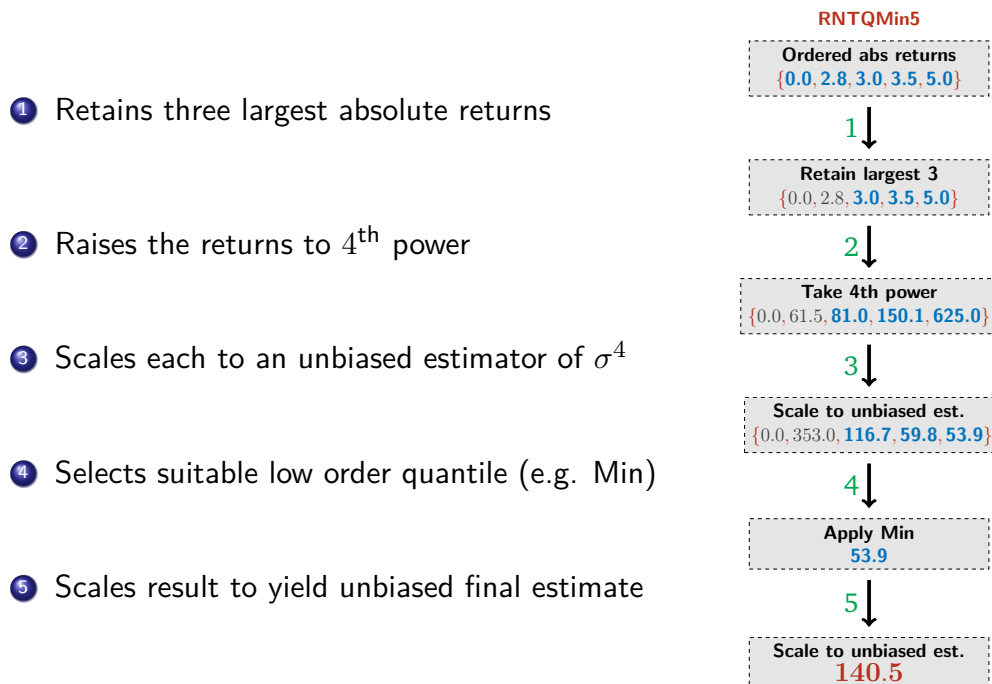 RNTQMin5
Ordered abs returns
{0.0, 2.8, 3.0, 3.5, 5.0}
1 Retains three largest absolute returns
1
Retain largest 3
{0.0, 2.8, 3.0, 3.5, 5.0}
2 Raises the returns to 4th power
2
Take 4th power
{0.0, 61.5, 81.0, 150.1, 625.0}
3 Scales each to an unbiased estimator of σ⁴
3
Scale to unbiased est.
{0.0, 353.0, 116.7, 59.8, 53.9}
4 Selects suitable low order quantile (e.g. Min)
4
Apply Min
53.9
5 Scales result to yield unbiased final estimate
5
Scale to unbiased est.
140.5